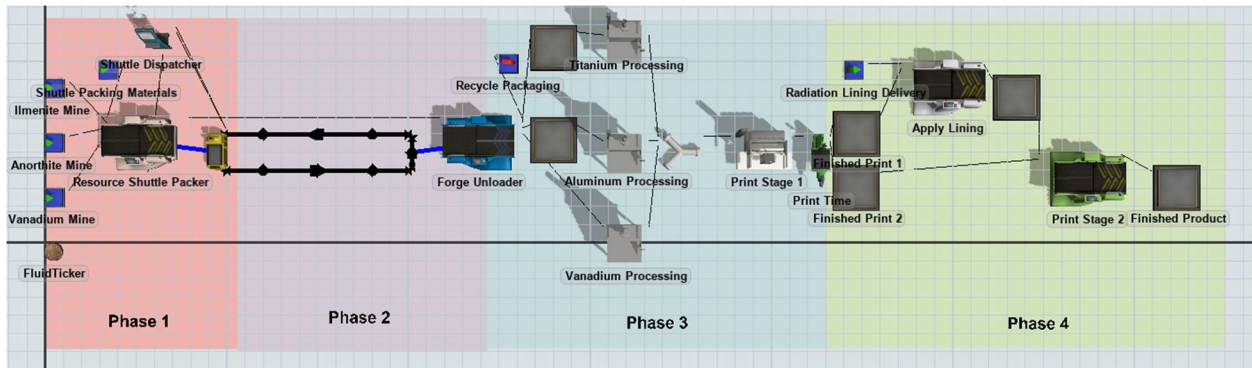 Shuttle Dispatcher
Shuttle Packing Materials
Ilmenite Mine
Anorthite Mine
Resource Shuttle Packer
Vanadium Mine
FluidTicker
Phase 1
Forge Unloader
Phase 2
Titanium Processing
Recycle Packaging
Aluminum Processing
Print Stage 1
Vanadium Processing
Phase 3
Radiation Lining Delivery
Apply Lining
Finished Print 1
Print Time
Finished Print 2
Print Stage 2
Finished Product
Phase 4